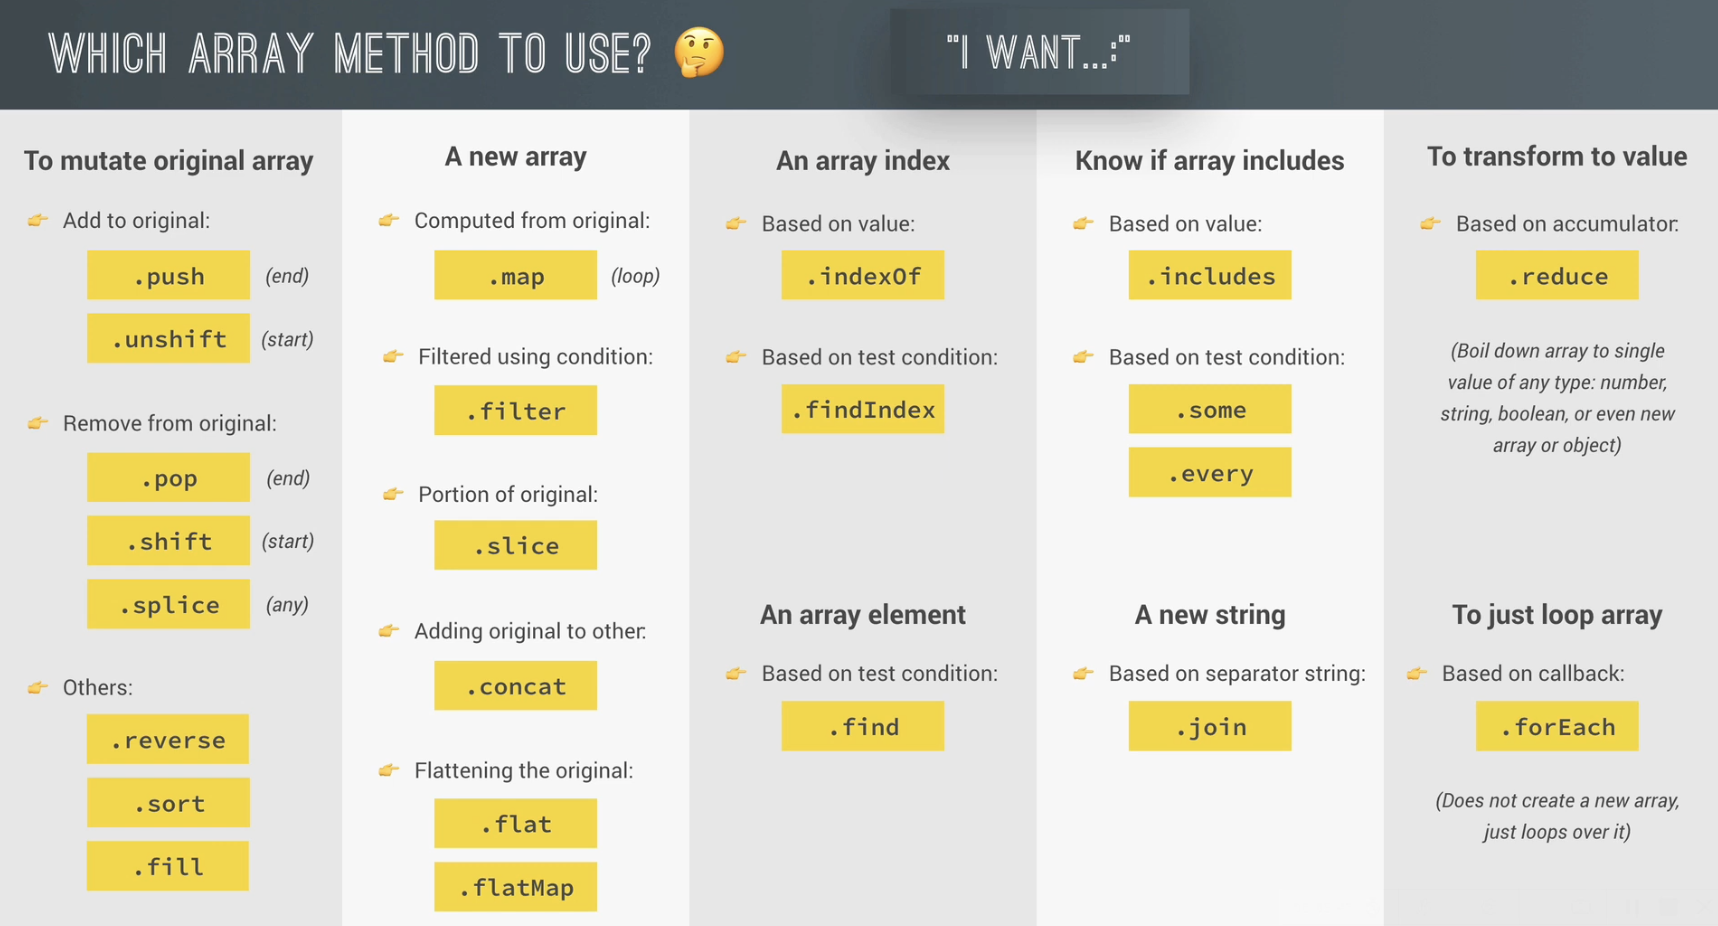 WHICH ARRAY METHOD TO USE? 🤔
"I WANT...:"
To mutate original array
👉 Add to original:
.push (end)
.unshift (start)
👉 Remove from original:
.pop (end)
.shift (start)
.splice (any)
👉 Others:
.reverse
.sort
.fill
A new array
👉 Computed from original:
.map (loop)
👉 Filtered using condition:
.filter
👉 Portion of original:
.slice
👉 Adding original to other:
.concat
👉 Flattening the original:
.flat
.flatMap
An array index
👉 Based on value:
.indexOf
👉 Based on test condition:
.findIndex
An array element
👉 Based on test condition:
.find
Know if array includes
👉 Based on value:
.includes
👉 Based on test condition:
.some
.every
A new string
👉 Based on separator string:
.join
To transform to value
👉 Based on accumulator:
.reduce
(Boil down array to single
value of any type: number,
string, boolean, or even new
array or object)
To just loop array
👉 Based on callback:
.forEach
(Does not create a new array,
just loops over it)